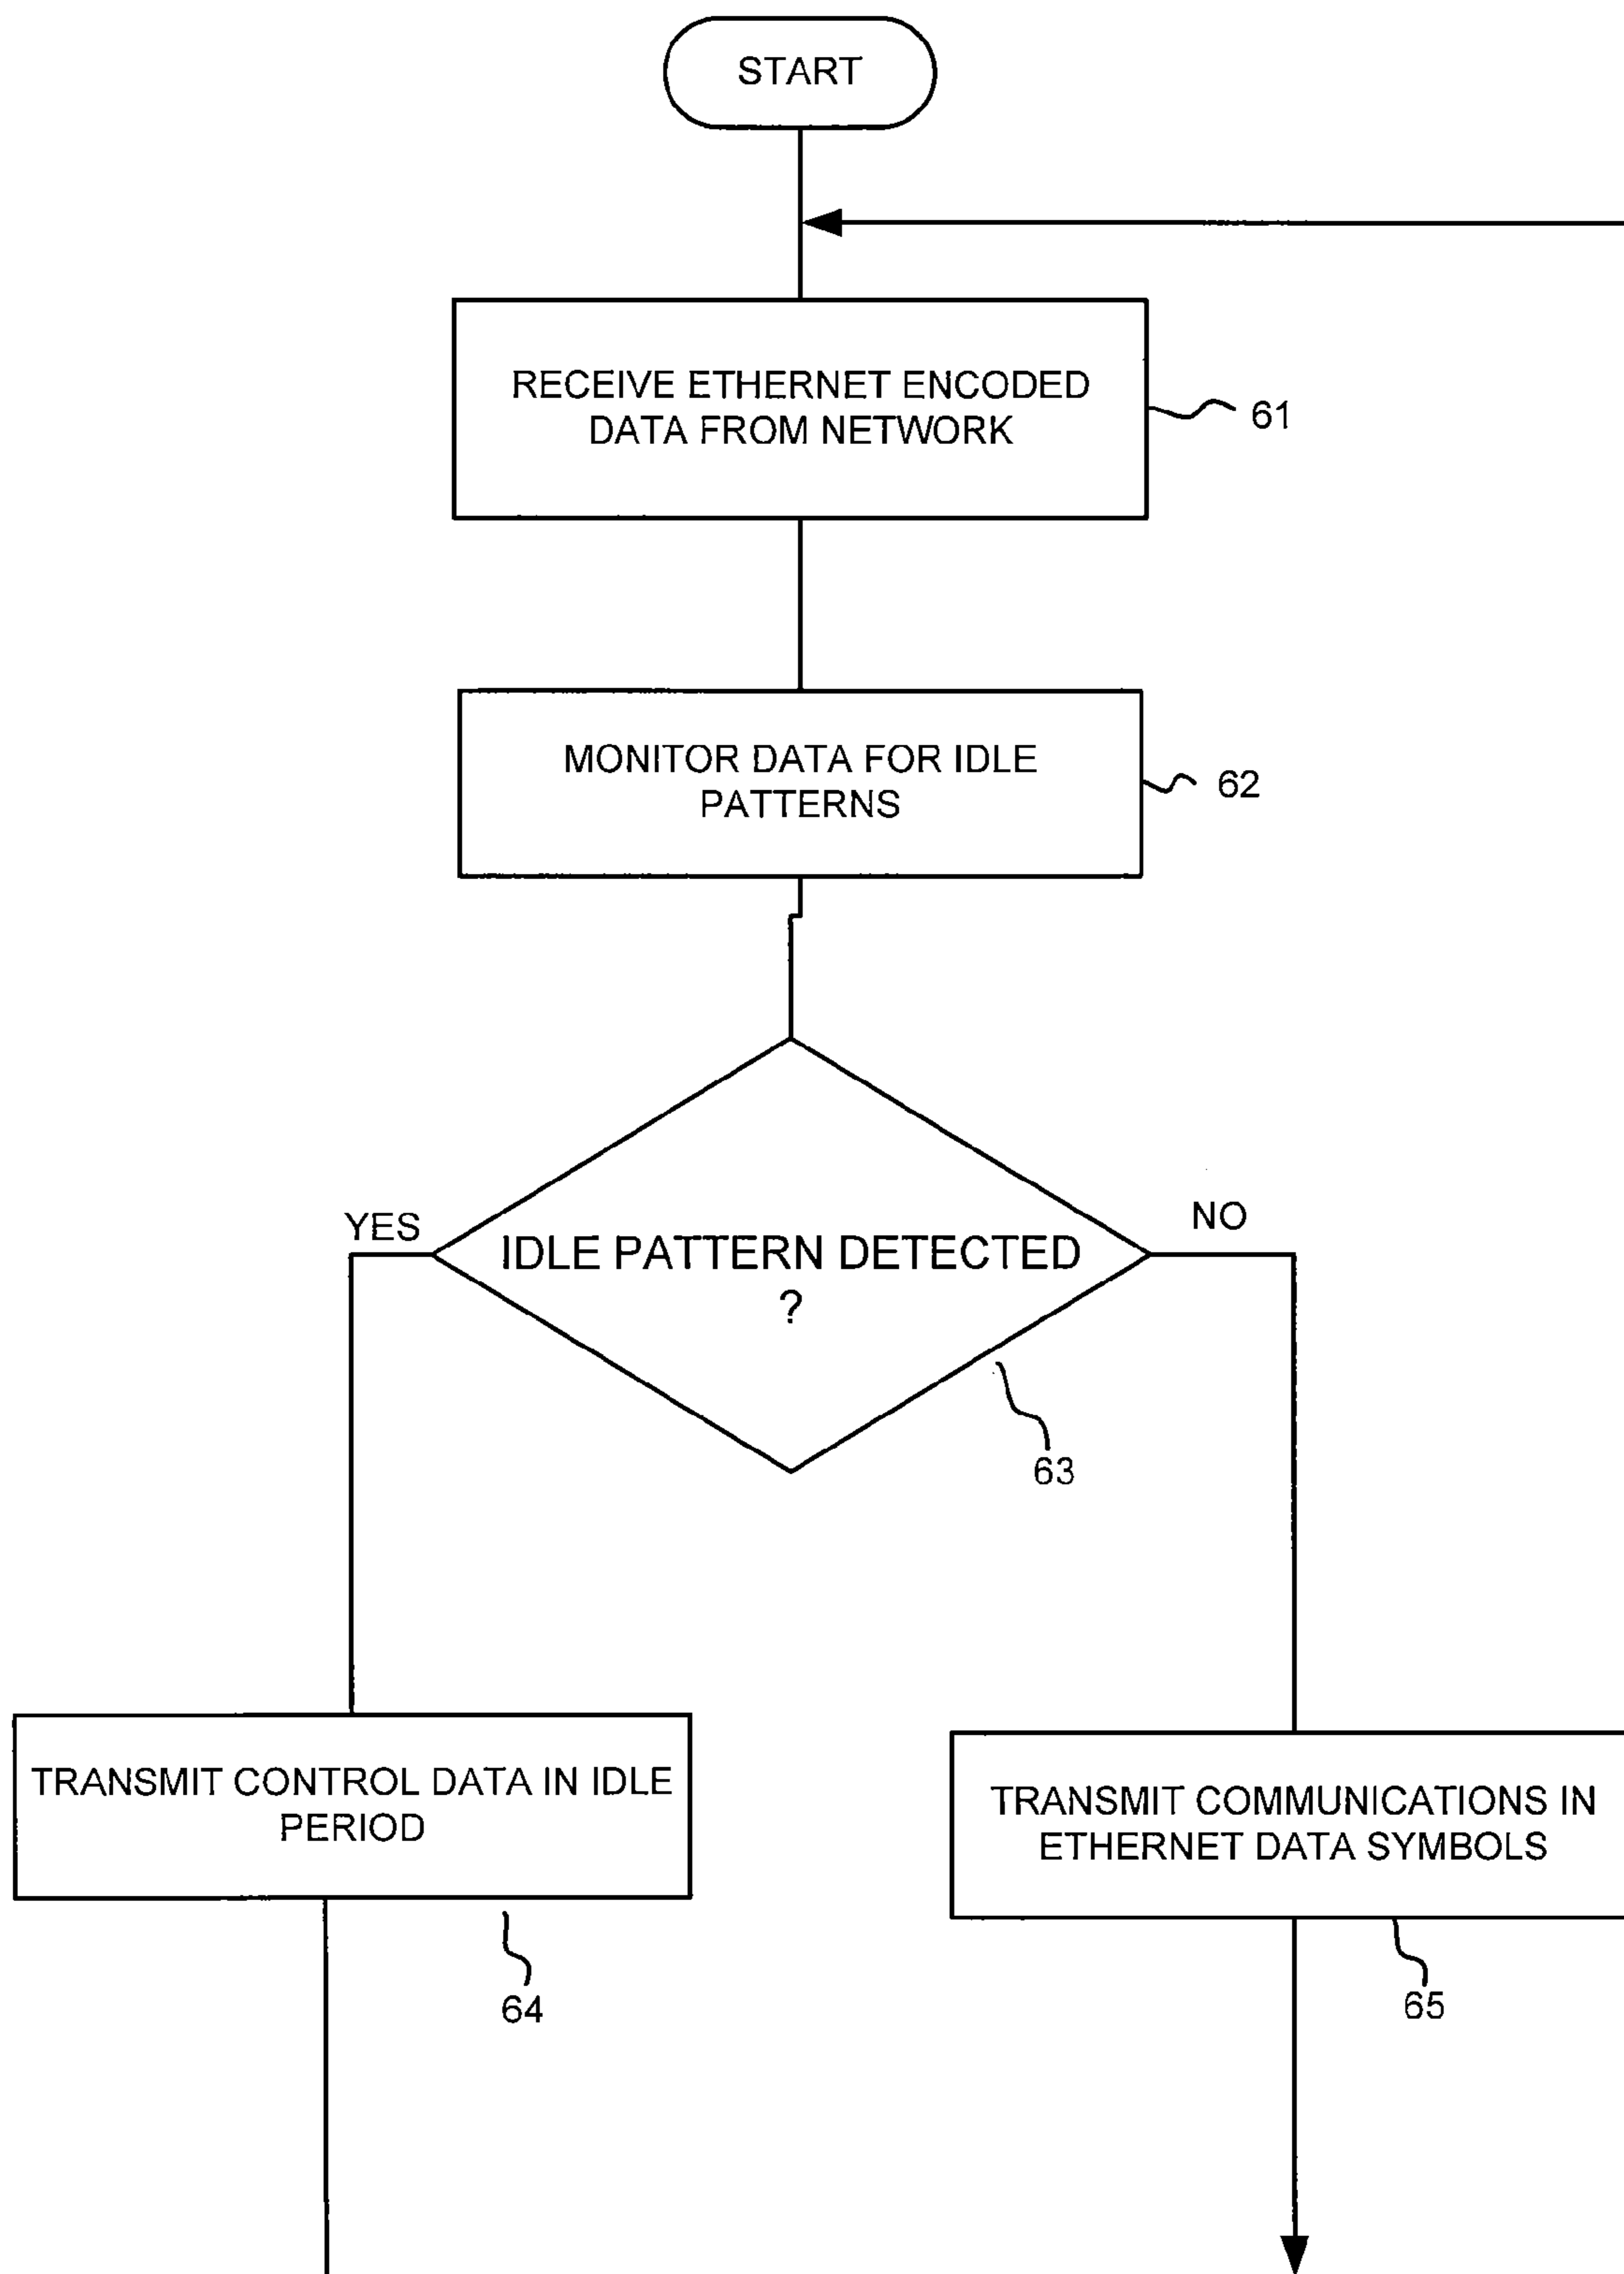 START
RECEIVE ETHERNET ENCODED
DATA FROM NETWORK
61
MONITOR DATA FOR IDLE
PATTERNS
62
YES
NO
IDLE PATTERN DETECTED
?
63
TRANSMIT CONTROL DATA IN IDLE
PERIOD
64
TRANSMIT COMMUNICATIONS IN
ETHERNET DATA SYMBOLS
65